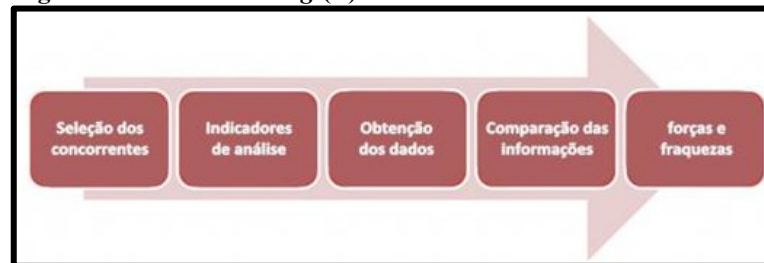 Seleção dos
concorrentes
Indicadores
de análise
Obtenção
dos dados
Comparação das
informações
forças e
fraquezas